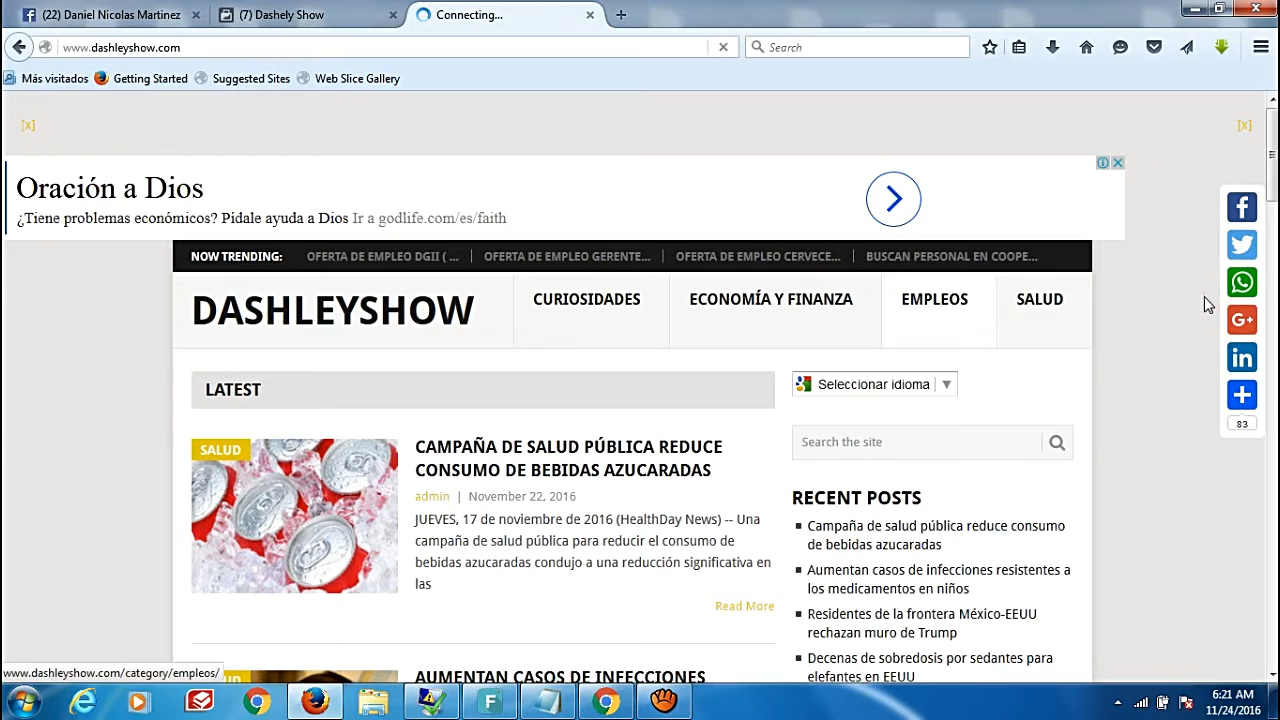 (22) Daniel Nicolas Martinez
(7) Dashely Show
Connecting...
www.dashleyshow.com
Search
Más visitados
Getting Started
Suggested Sites
Web Slice Gallery
[x]
[x]
Oración a Dios
¿Tiene problemas económicos? Pídale ayuda a Dios Ir a godlife.com/es/faith
NOW TRENDING:
OFERTA DE EMPLEO DGII ( ...
OFERTA DE EMPLEO GERENTE...
OFERTA DE EMPLEO CERVECE...
BUSCAN PERSONAL EN COOPE...
DASHLEYSHOW
CURIOSIDADES
ECONOMÍA Y FINANZA
EMPLEOS
SALUD
LATEST
Seleccionar idioma
SALUD
CAMPAÑA DE SALUD PÚBLICA REDUCE
CONSUMO DE BEBIDAS AZUCARADAS
admin | November 22, 2016
JUEVES, 17 de noviembre de 2016 (HealthDay News) -- Una
campaña de salud pública para reducir el consumo de
bebidas azucaradas condujo a una reducción significativa en
las
Read More
AUMENTAN CASOS DE INFECCIONES
Search the site
RECENT POSTS
Campaña de salud pública reduce consumo
de bebidas azucaradas
Aumentan casos de infecciones resistentes a
los medicamentos en niños
Residentes de la frontera México-EEUU
rechazan muro de Trump
Decenas de sobredosis por sedantes para
elefantes en EEUU
83
www.dashleyshow.com/category/empleos/
6:21 AM
11/24/2016